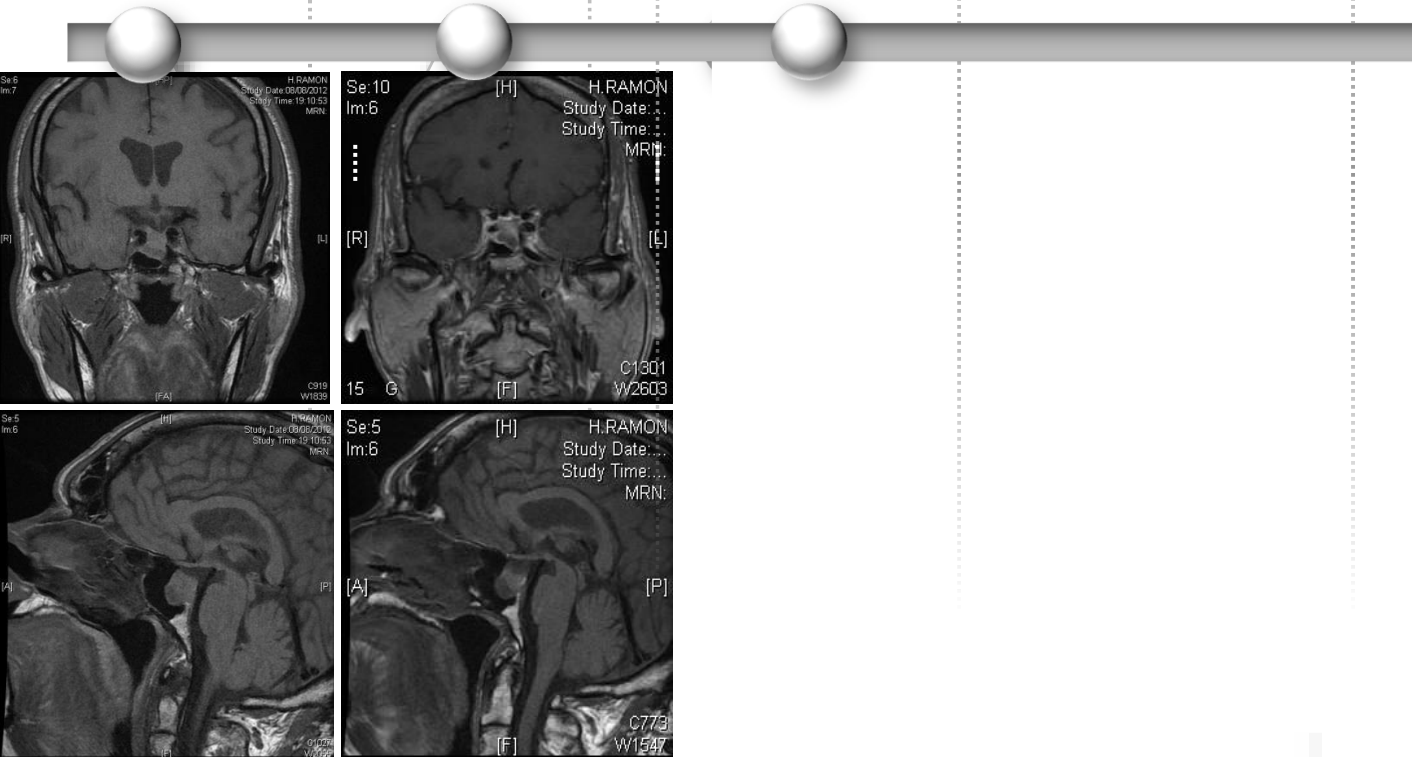 Se:6
Im:7
H.RAMON
Study Date:08/08/2012
Study Time:19:10:53
MRN:
[R]
[L]
C919
W1839
[FA]
Se:10
Im:6
[H]
H.RAMON
Study Date:...
Study Time:...
MRN:
[R]
[L]
C1301
15 G
[F]
W2603
Se:5
Im:6
[H]
H.RAMON
Study Date:08/08/2012
Study Time:19:10:53
MRN:
[A]
[P]
[F]
Se:5
Im:6
[H]
H.RAMON
Study Date:...
Study Time:...
MRN:
[A]
[P]
C773
[F]
W1547